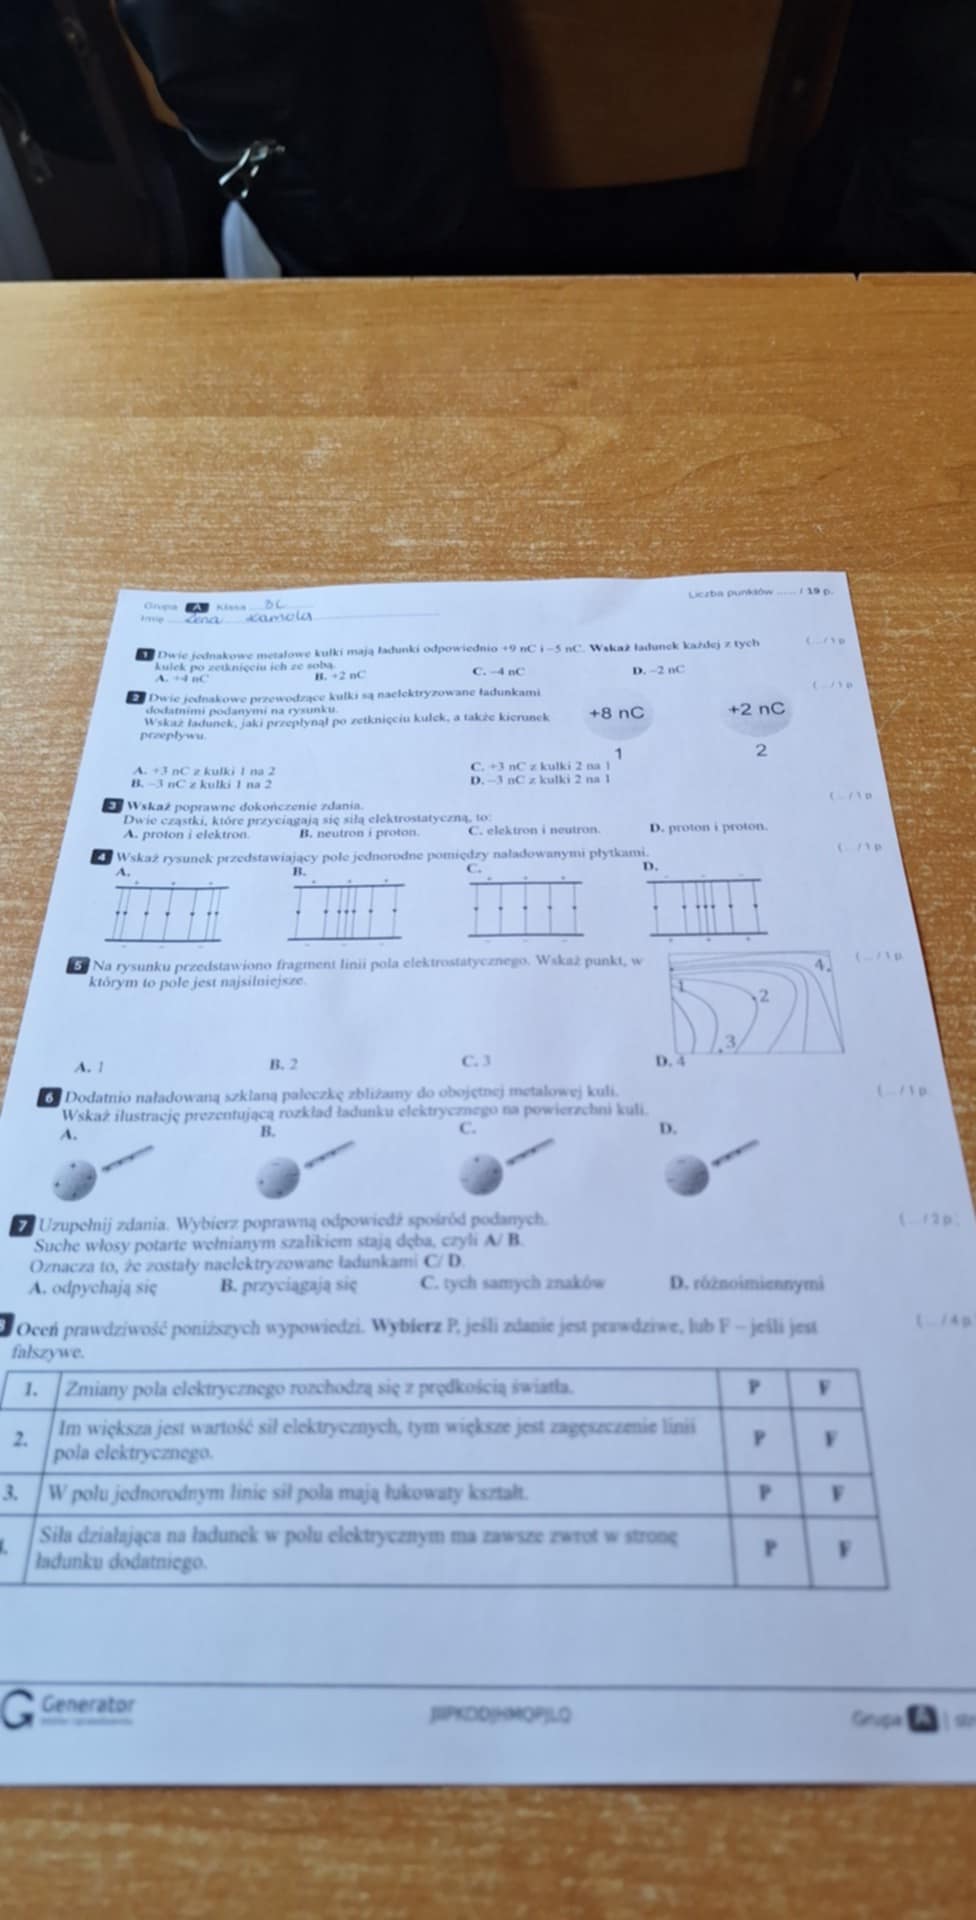 Grupa A Klasa 8c Liczba punktów ..... / 19 p.
Imię Lena
1 Dwie jednakowe metalowe kulki mają ładunki odpowiednio +9 nC i −5 nC. Wskaż ładunek każdej z tych (.../ 1 p
kulek po zetknięciu ich ze sobą.
A. +4 nC B. +2 nC C. −4 nC D. −2 nC
2 Dwie jednakowe przewodzące kulki są naelektryzowane ładunkami (.../ 1 p
dodatnimi podanymi na rysunku.
Wskaż ładunek, jaki przepłynął po zetknięciu kulek, a także kierunek
przepływu.
+8 nC +2 nC
1 2
A. +3 nC z kulki 1 na 2 C. +3 nC z kulki 2 na 1
B. −3 nC z kulki 1 na 2 D. −3 nC z kulki 2 na 1
3 Wskaż poprawne dokończenie zdania. (.../ 1 p
Dwie cząstki, które przyciągają się siłą elektrostatyczną, to:
A. proton i elektron. B. neutron i proton. C. elektron i neutron. D. proton i proton.
4 Wskaż rysunek przedstawiający pole jednorodne pomiędzy naładowanymi płytkami. (.../ 1 p
A. B. C. D.
5 Na rysunku przedstawiono fragment linii pola elektrostatycznego. Wskaż punkt, w (.../ 1 p
którym to pole jest najsilniejsze.
1 2 3 4
A. 1 B. 2 C. 3 D. 4
6 Dodatnio naładowaną szklaną pałeczkę zbliżamy do obojętnej metalowej kuli. (.../ 1 p
Wskaż ilustrację prezentującą rozkład ładunku elektrycznego na powierzchni kuli.
A. B. C. D.
7 Uzupełnij zdania. Wybierz poprawną odpowiedź spośród podanych. (.../ 2 p.
Suche włosy potarte wełnianym szalikiem stają dęba, czyli A/ B.
Oznacza to, że zostały naelektryzowane ładunkami C/ D.
A. odpychają się B. przyciągają się C. tych samych znaków D. różnoimiennymi
8 Oceń prawdziwość poniższych wypowiedzi. Wybierz P, jeśli zdanie jest prawdziwe, lub F – jeśli jest (.../ 4 p
fałszywe.
1. Zmiany pola elektrycznego rozchodzą się z prędkością światła. P F
2. Im większa jest wartość sił elektrycznych, tym większe jest zagęszczenie linii
pola elektrycznego. P F
3. W polu jednorodnym linie sił pola mają łukowaty kształt. P F
Siła działająca na ładunek w polu elektrycznym ma zawsze zwrot w stronę
ładunku dodatniego. P F
Generator
Grupa A